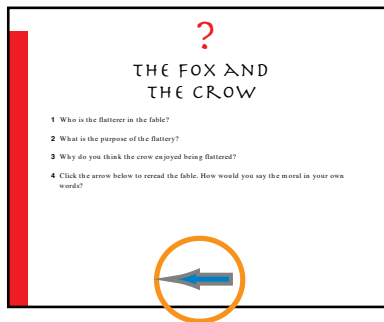 ?
THE FOX AND
THE CROW
1 Who is the flatterer in the fable?
2 What is the purpose of the flattery?
3 Why do you think the crow enjoyed being flattered?
4 Click the arrow below to reread the fable. How would you say the moral in your own
words?